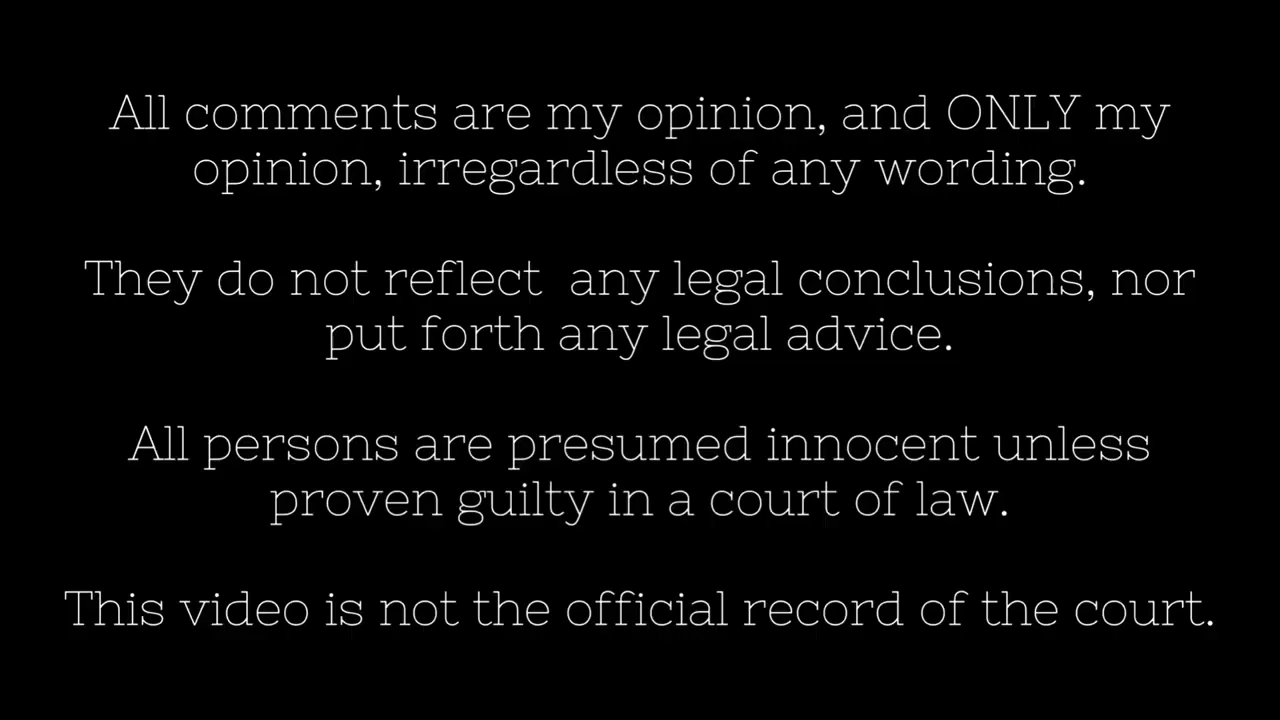 All comments are my opinion, and ONLY my
opinion, irregardless of any wording.
They do not reflect  any legal conclusions, nor
put forth any legal advice.
All persons are presumed innocent unless
proven guilty in a court of law.
This video is not the official record of the court.